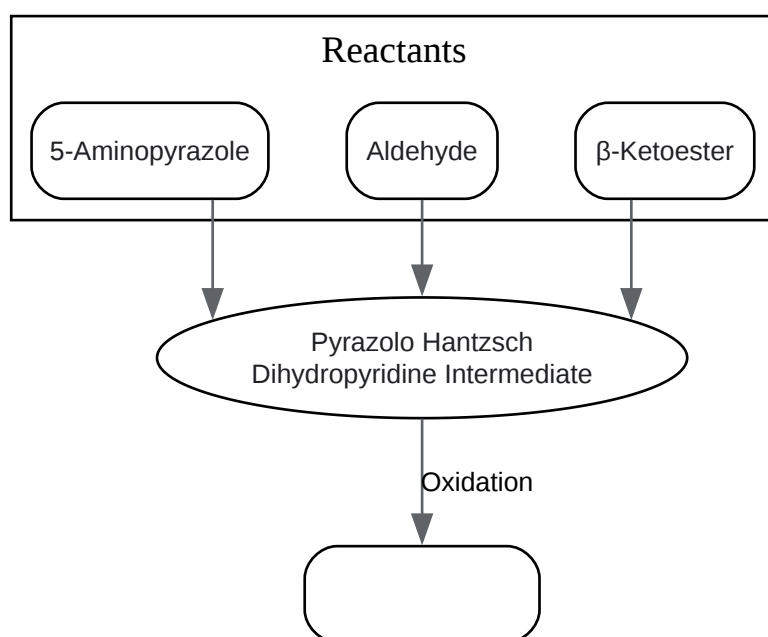 Reactants
5-Aminopyrazole
Aldehyde
β-Ketoester
Pyrazolo Hantzsch
Dihydropyridine Intermediate
Oxidation